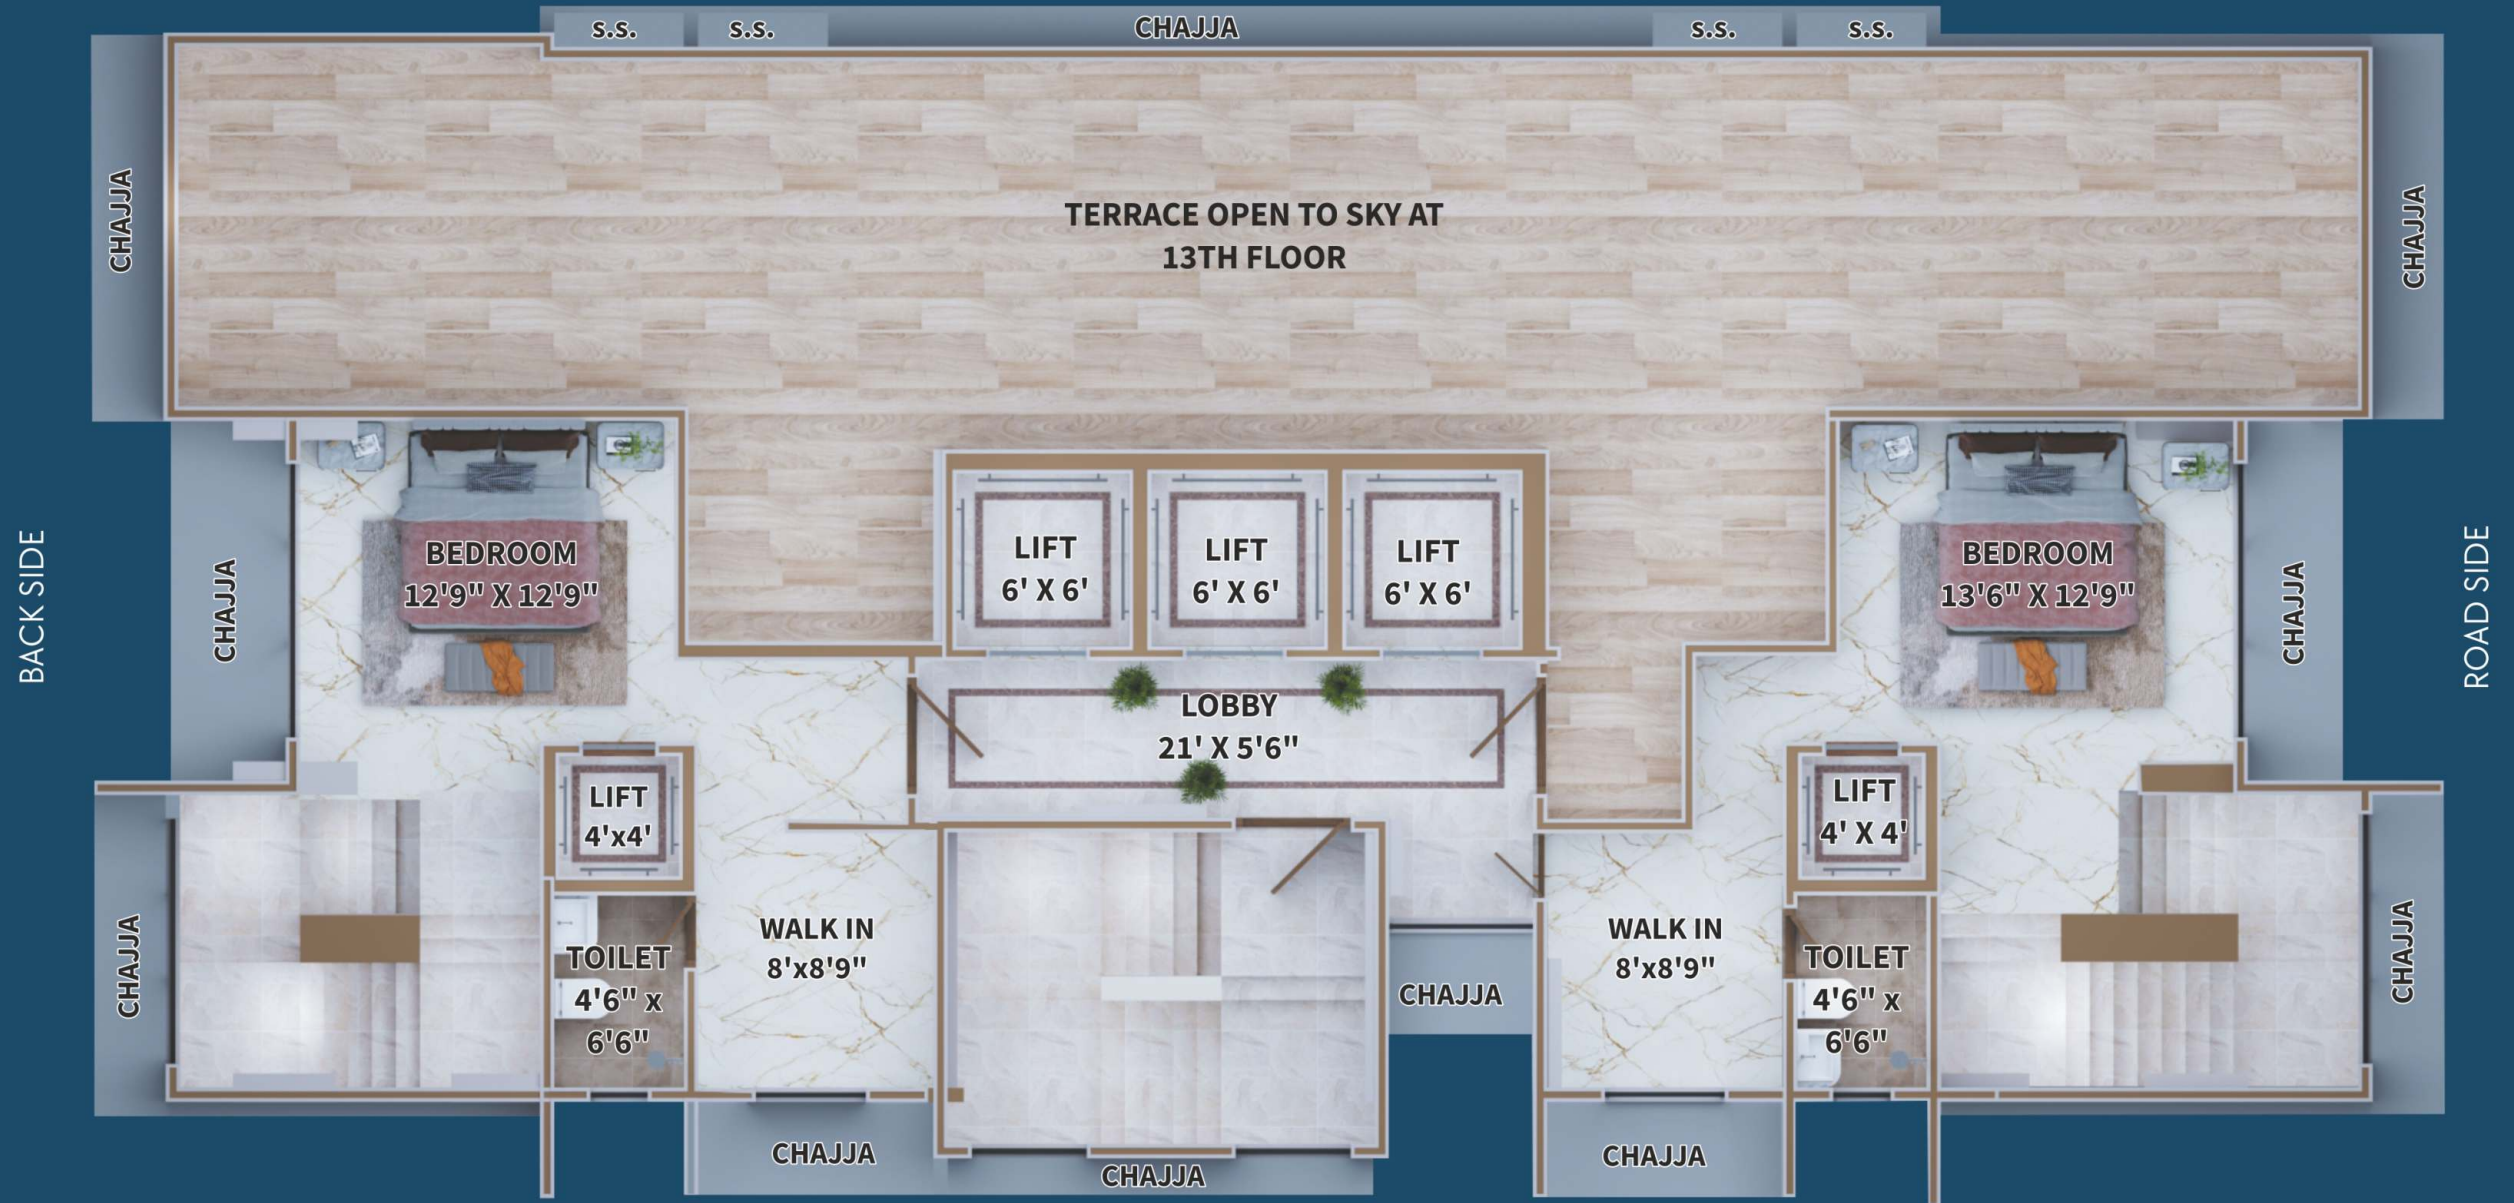 S.S.
S.S.
CHAJJA
S.S.
S.S.
CHAJJA
TERRACE OPEN TO SKY AT
13TH FLOOR
CHAJJA
BACK SIDE
CHAJJA
BEDROOM
12'9" X 12'9"
LIFT
6' X 6'
LIFT
6' X 6'
LIFT
6' X 6'
BEDROOM
13'6" X 12'9"
CHAJJA
ROAD SIDE
LOBBY
21' X 5'6"
LIFT
4'x4'
LIFT
4' X 4'
CHAJJA
TOILET
4'6" x
6'6"
WALK IN
8'x8'9"
CHAJJA
WALK IN
8'x8'9"
TOILET
4'6" x
6'6"
CHAJJA
CHAJJA
CHAJJA
CHAJJA